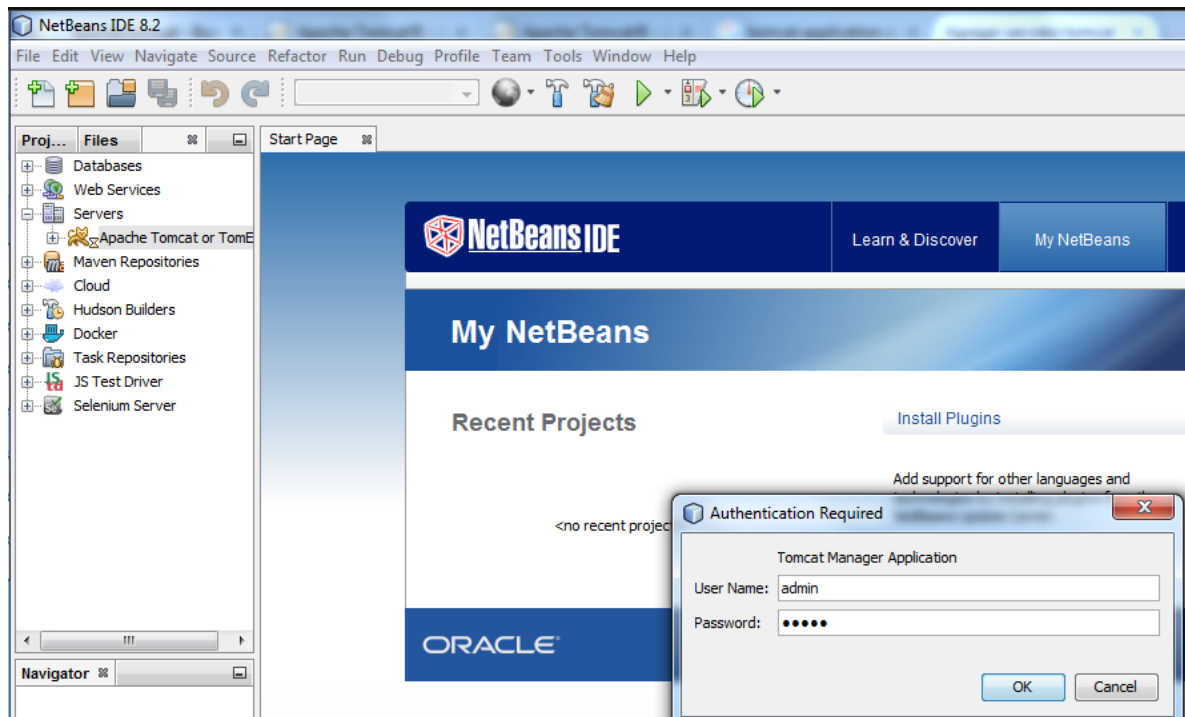 NetBeans IDE 8.2
File Edit View Navigate Source Refactor Run Debug Profile Team Tools Window Help
Proj... Files
Start Page
Databases
Web Services
Servers
Apache Tomcat or TomE
Maven Repositories
Cloud
Hudson Builders
Docker
Task Repositories
JS Test Driver
Selenium Server
NetBeans IDE
Learn & Discover
My NetBeans
My NetBeans
Recent Projects
<no recent projec
Install Plugins
Add support for other languages and
Authentication Required
Tomcat Manager Application
User Name: admin
Password: •••••
OK Cancel
ORACLE
Navigator